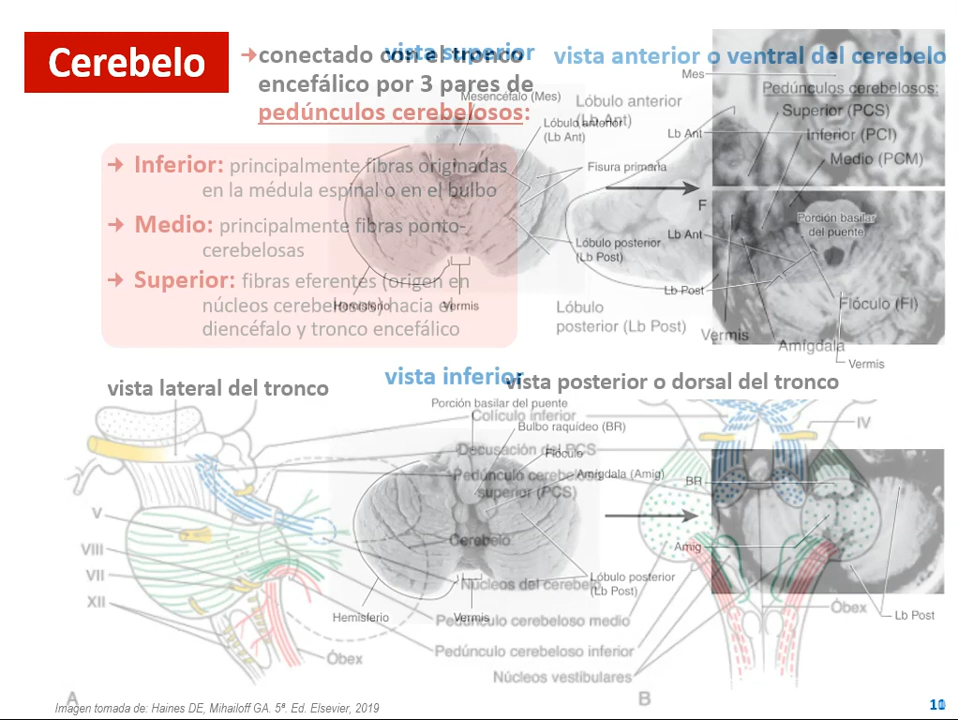 Cerebelo
conectado con el tronco
encefálico por 3 pares de
pedúnculos cerebelosos:
vista superior
vista anterior o ventral del cerebelo
Mesencéfalo (Mes)
Lóbulo anterior
(Lb Ant)
Lóbulo anterior
(Lb Ant)
Fisura primaria
Lóbulo posterior
(Lb Post)
Lóbulo
posterior (Lb Post)
Hemisferio
Vermis
Mes
Pedúnculos cerebelosos:
Superior (PCS)
Lb Ant
Inferior (PCI)
Medio (PCM)
F
Porción basilar
del puente
Lb Ant
Lb Post
Flóculo (Fl)
Vermis
Amígdala
Vermis
Inferior: principalmente fibras originadas
en la médula espinal o en el bulbo
Medio: principalmente fibras ponto-
cerebelosas
Superior: fibras eferentes (origen en
núcleos cerebelosos) hacia el
diencéfalo y tronco encefálico
vista inferior
vista lateral del tronco
vista posterior o dorsal del tronco
Porción basilar del puente
Colículo inferior
Bulbo raquídeo (BR)
Decusación del PCS
Flóculo
Pedúnculo cerebeloso
superior (PCS)
Amígdala (Amig)
Cerebelo
Núcleos del cerebelo
Lóbulo posterior
(Lb Post)
Hemisferio
Vermis
Pedúnculo cerebeloso medio
Pedúnculo cerebeloso inferior
Núcleos vestibulares
V
VIII
VII
XII
Óbex
A
IV
BR
Amig
Óbex
Lb Post
B
Imagen tomada de: Haines DE, Mihailoff GA. 5ª. Ed. Elsevier, 2019